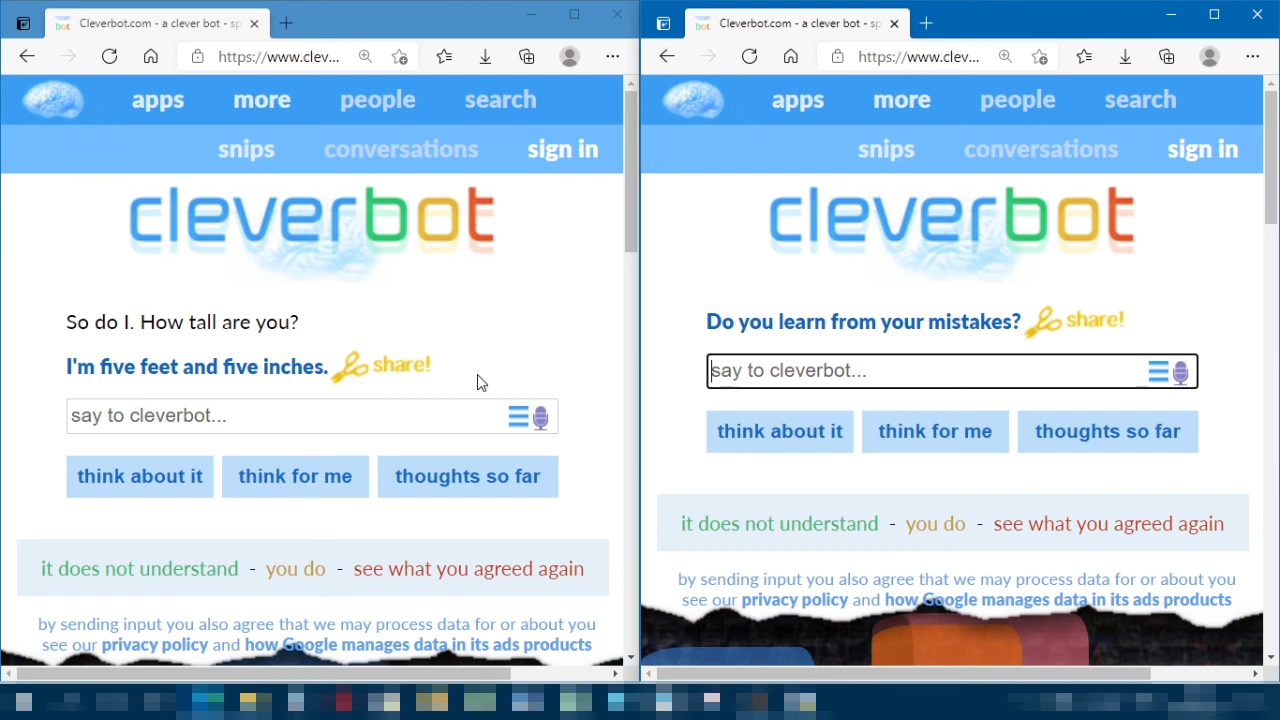 Cleverbot.com - a clever bot - sp
https://www.clev...
apps more people search
snips conversations sign in
cleverbot
So do I. How tall are you?
I'm five feet and five inches. share!
say to cleverbot...
think about it think for me thoughts so far
it does not understand - you do - see what you agreed again
by sending input you also agree that we may process data for or about you
see our privacy policy and how Google manages data in its ads products
Cleverbot.com - a clever bot - sp
https://www.clev...
apps more people search
snips conversations sign in
cleverbot
Do you learn from your mistakes? share!
say to cleverbot...
think about it think for me thoughts so far
it does not understand - you do - see what you agreed again
by sending input you also agree that we may process data for or about you
see our privacy policy and how Google manages data in its ads products